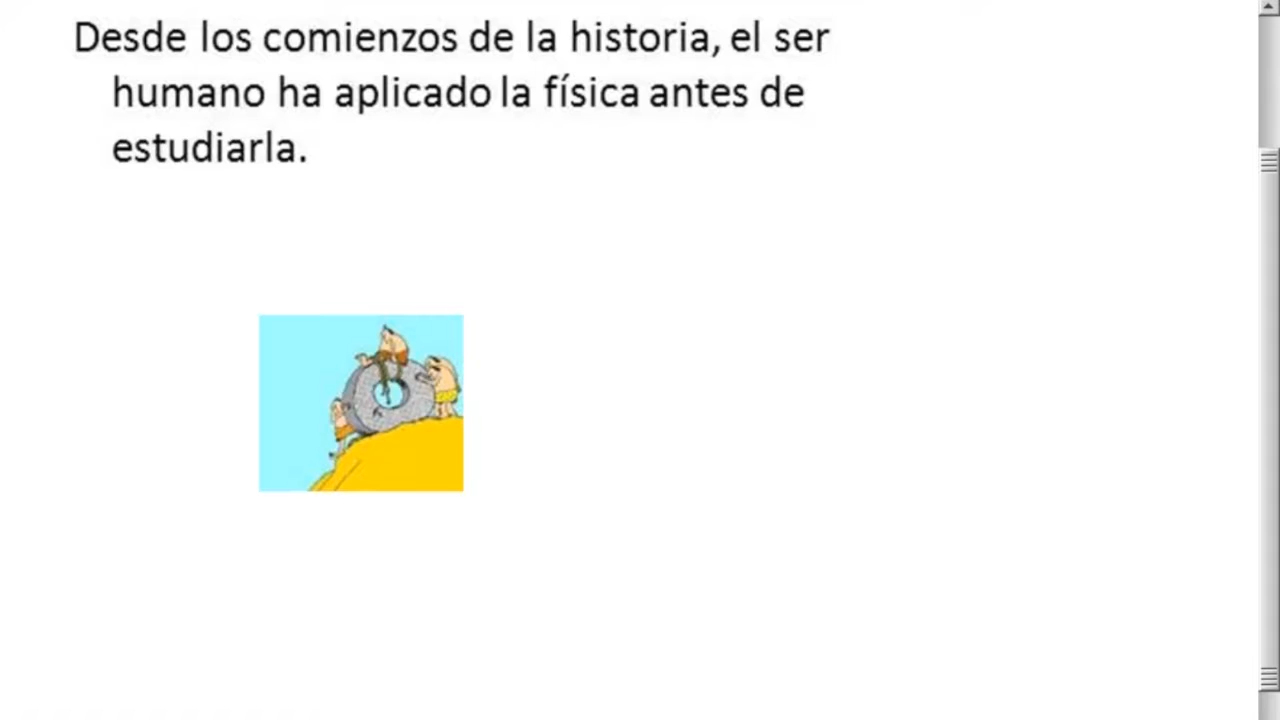 Desde los comienzos de la historia, el ser
humano ha aplicado la física antes de
estudiarla.